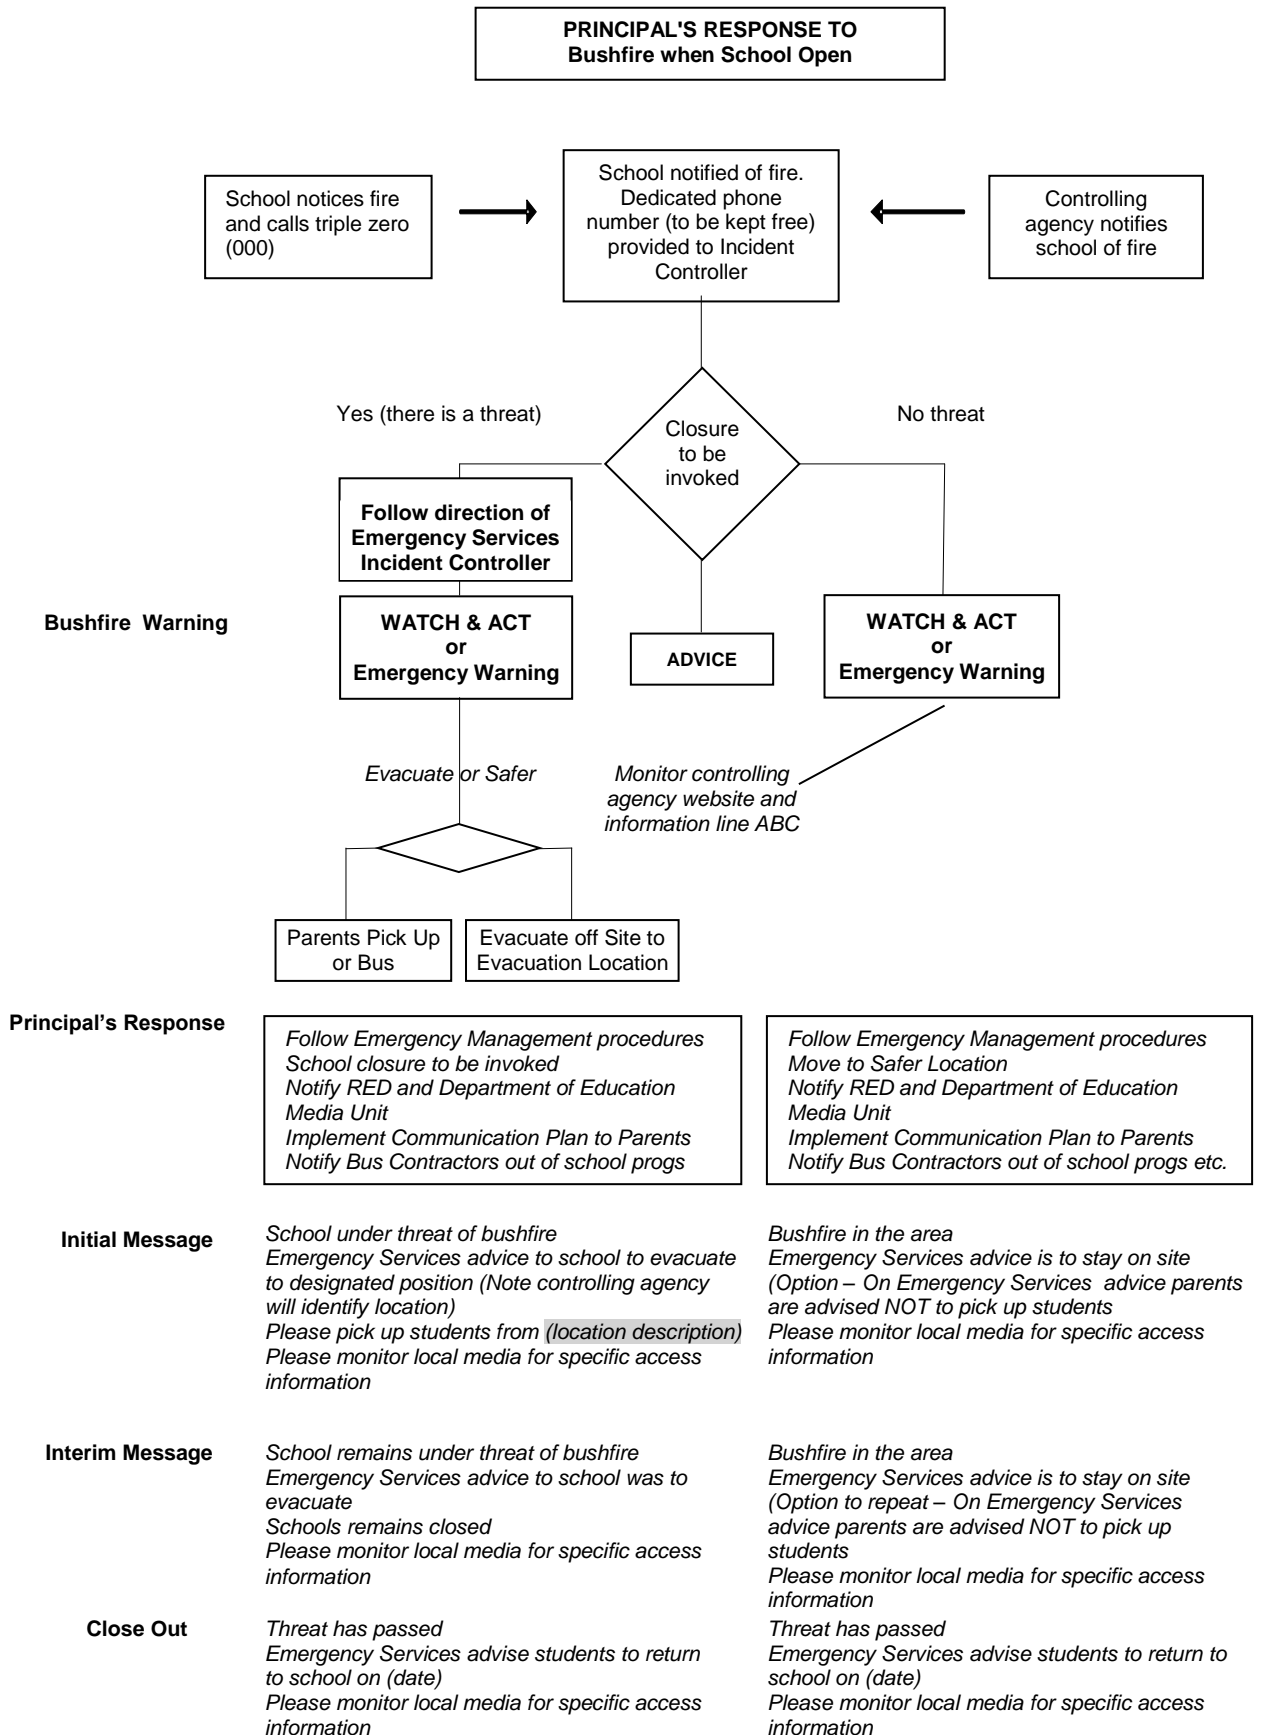 PRINCIPAL'S RESPONSE TO
Bushfire when School Open
School notices fire
and calls triple zero
(000)
School notified of fire.
Dedicated phone
number (to be kept free)
provided to Incident
Controller
Controlling
agency notifies
school of fire
Yes (there is a threat)
Closure
to be
invoked
No threat
Follow direction of
Emergency Services
Incident Controller
Bushfire  Warning
WATCH & ACT
or
Emergency Warning
ADVICE
WATCH & ACT
or
Emergency Warning
Evacuate or Safer
Monitor controlling
agency website and
information line ABC
Parents Pick Up
or Bus
Evacuate off Site to
Evacuation Location
Principal’s Response
Follow Emergency Management procedures
School closure to be invoked
Notify RED and Department of Education
Media Unit
Implement Communication Plan to Parents
Notify Bus Contractors out of school progs
Follow Emergency Management procedures
Move to Safer Location
Notify RED and Department of Education
Media Unit
Implement Communication Plan to Parents
Notify Bus Contractors out of school progs etc.
Initial Message
School under threat of bushfire
Emergency Services advice to school to evacuate
to designated position (Note controlling agency
will identify location)
Please pick up students from (location description)
Please monitor local media for specific access
information
Bushfire in the area
Emergency Services advice is to stay on site
(Option – On Emergency Services  advice parents
are advised NOT to pick up students
Please monitor local media for specific access
information
Interim Message
School remains under threat of bushfire
Emergency Services advice to school was to
evacuate
Schools remains closed
Please monitor local media for specific access
information
Bushfire in the area
Emergency Services advice is to stay on site
(Option to repeat – On Emergency Services
advice parents are advised NOT to pick up
students
Please monitor local media for specific access
information
Close Out
Threat has passed
Emergency Services advise students to return
to school on (date)
Please monitor local media for specific access
information
Threat has passed
Emergency Services advise students to return to
school on (date)
Please monitor local media for specific access
information